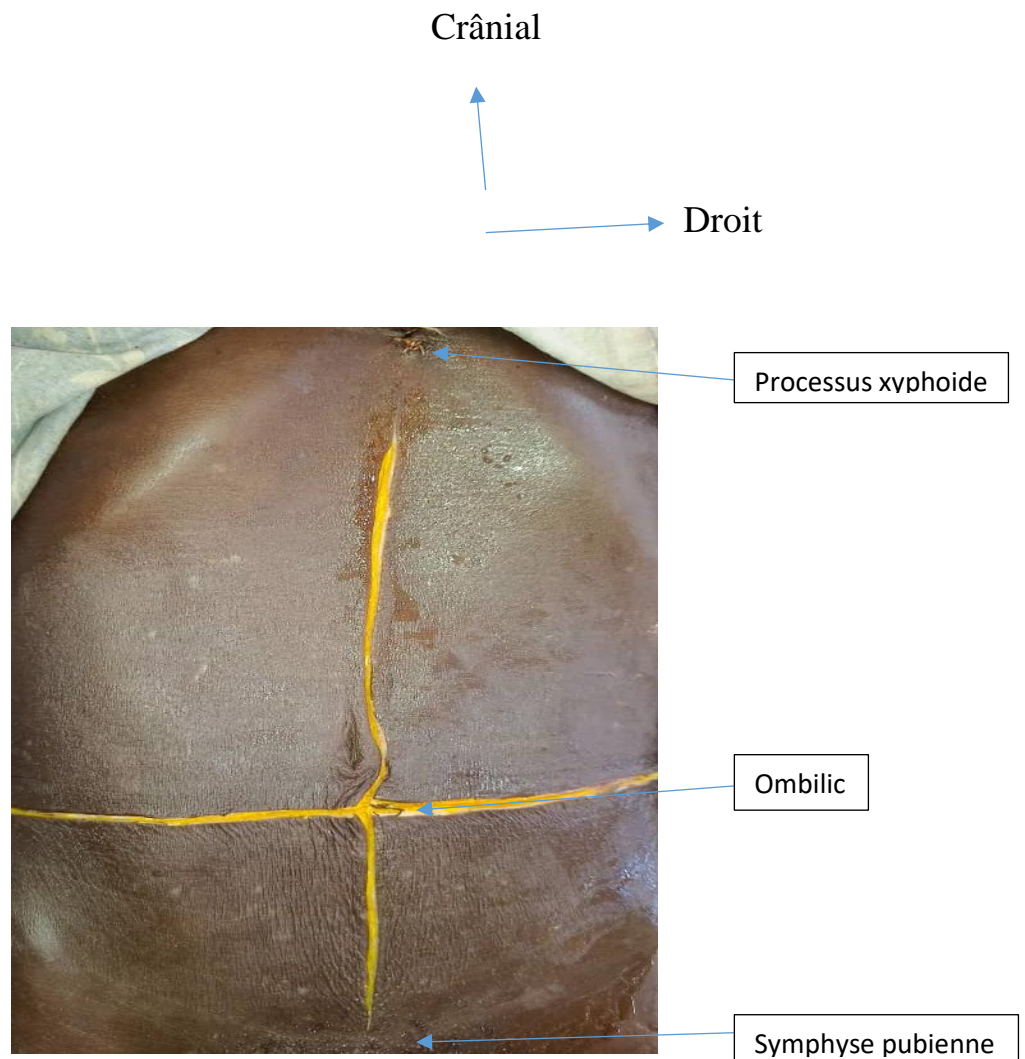 Crânial
Droit
Processus xyphoide
Ombilic
Symphyse pubienne